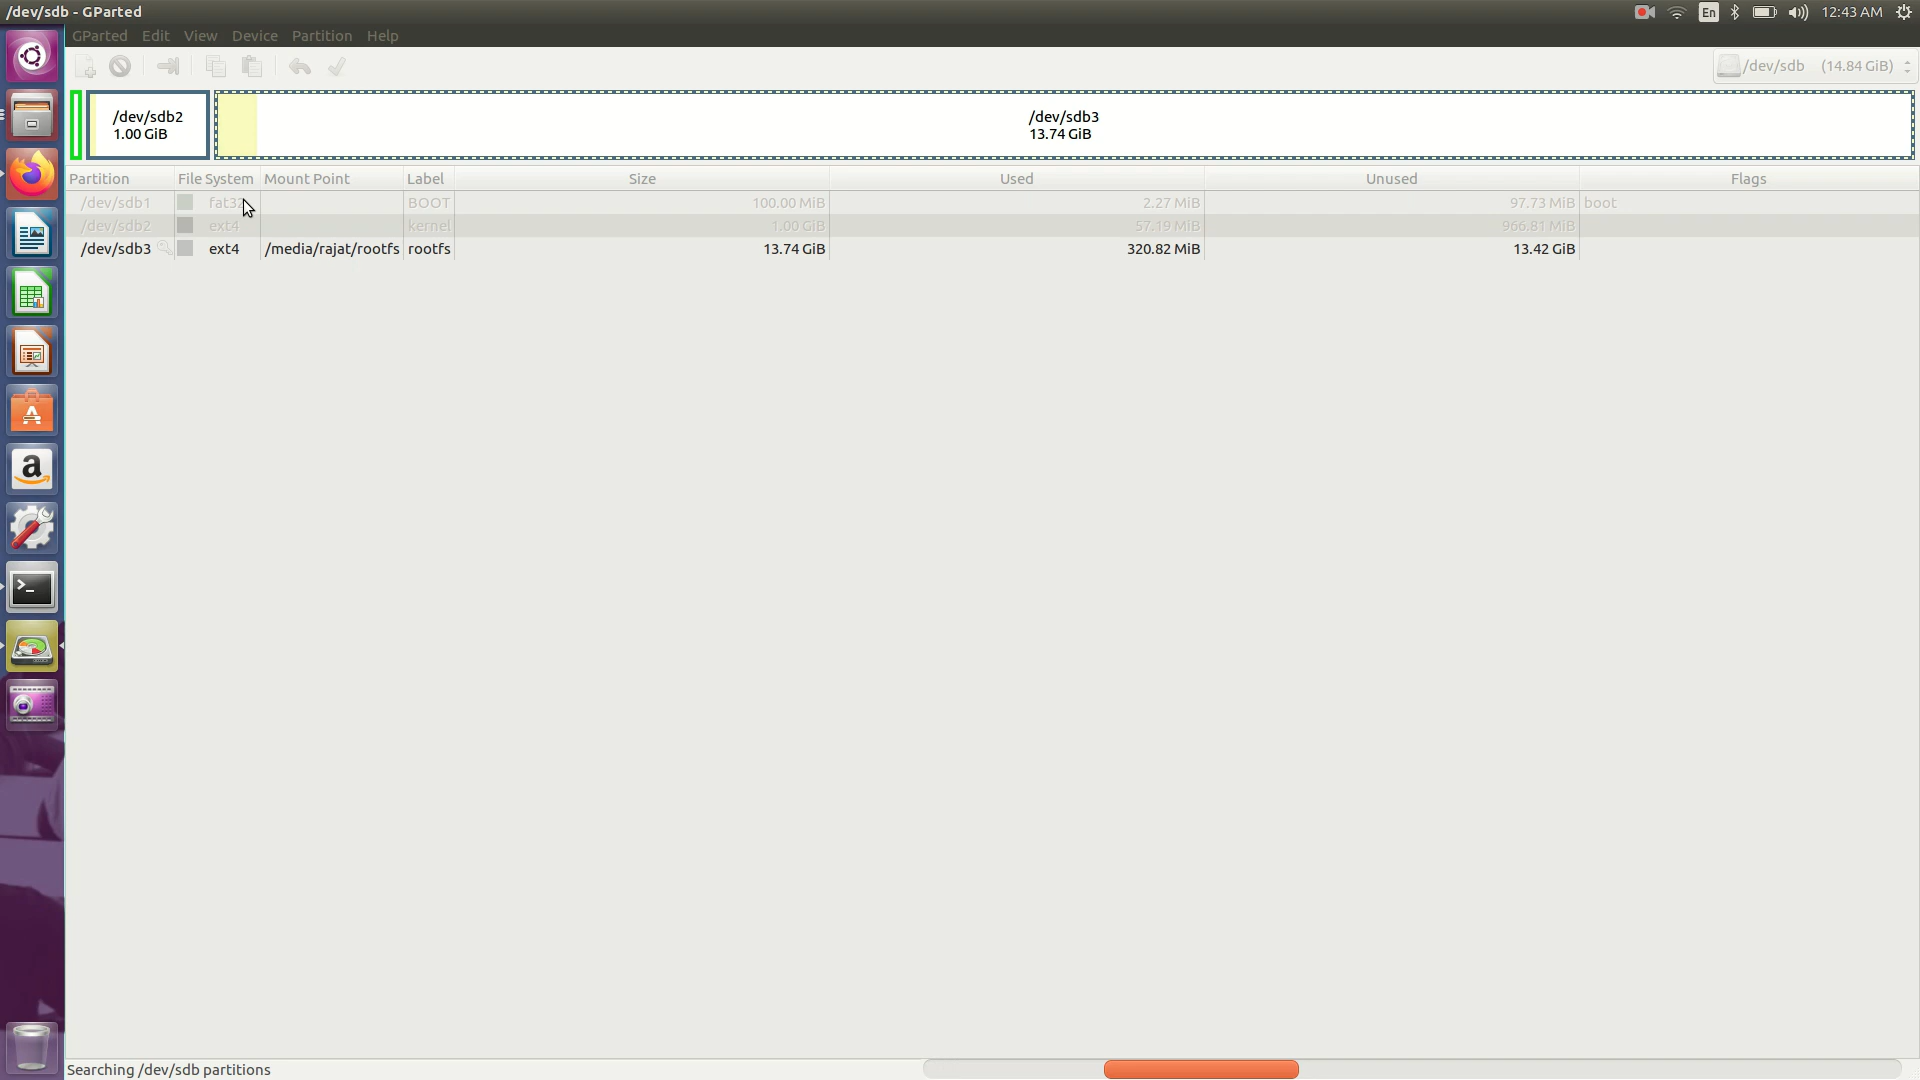 /dev/sdb - GParted
En
12:43 AM
GParted Edit View Device Partition Help
/dev/sdb (14.84 GiB)
/dev/sdb2
1.00 GiB
/dev/sdb3
13.74 GiB
Partition File System Mount Point Label Size Used Unused Flags
/dev/sdb1 fat32 BOOT 100.00 MiB 2.27 MiB 97.73 MiB boot
/dev/sdb2 ext4 kernel 1.00 GiB 57.19 MiB 966.81 MiB
/dev/sdb3 ext4 /media/rajat/rootfs rootfs 13.74 GiB 320.82 MiB 13.42 GiB
Searching /dev/sdb partitions